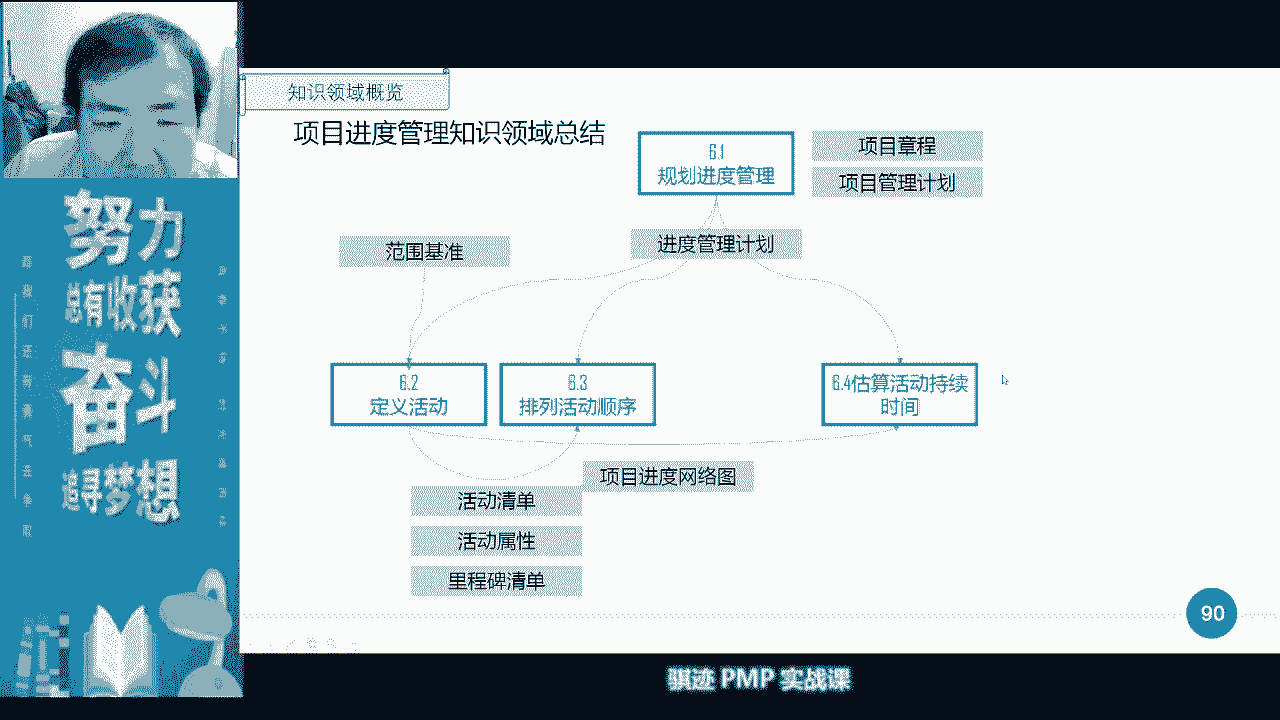 知识领域概览
项目进度管理知识领域总结
6.1
规划进度管理
项目章程
项目管理计划
范围基准
进度管理计划
6.2
定义活动
6.3
排列活动顺序
6.4估算活动持续
时间
项目进度网络图
活动清单
活动属性
里程碑清单
90
骐迹 PMP 实战课
努力
总有收获
奋斗
追寻梦想